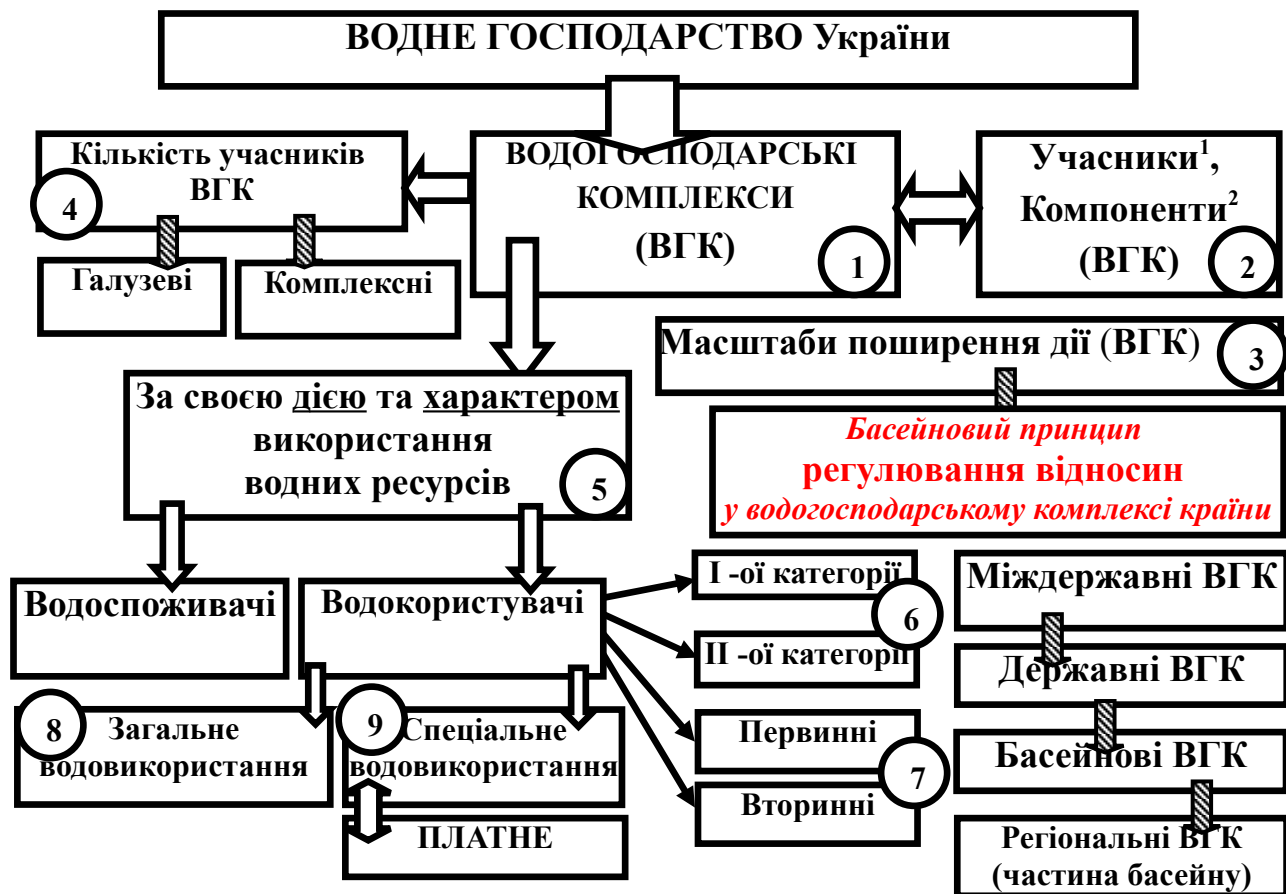 ВОДНЕ ГОСПОДАРСТВО України
Кількість учасників
ВГК
4
Галузеві
Комплексні
ВОДОГОСПОДАРСЬКІ
КОМПЛЕКСИ
(ВГК)
1
Учасники¹,
Компоненти²
(ВГК)
2
Масштаби поширення дії (ВГК)
3
Басейновий принцип
регулювання відносин
у водогосподарському комплексі країни
За своєю дією та характером
використання
водних ресурсів
5
Водоспоживачі
Водокористувачі
І -ої категорії
6
ІІ -ої категорії
Первинні
7
Вторинні
8
Загальне
водовикористання
9
Спеціальне
водовикористання
ПЛАТНЕ
Міждержавні ВГК
Державні ВГК
Басейнові ВГК
Регіональні ВГК
(частина басейну)